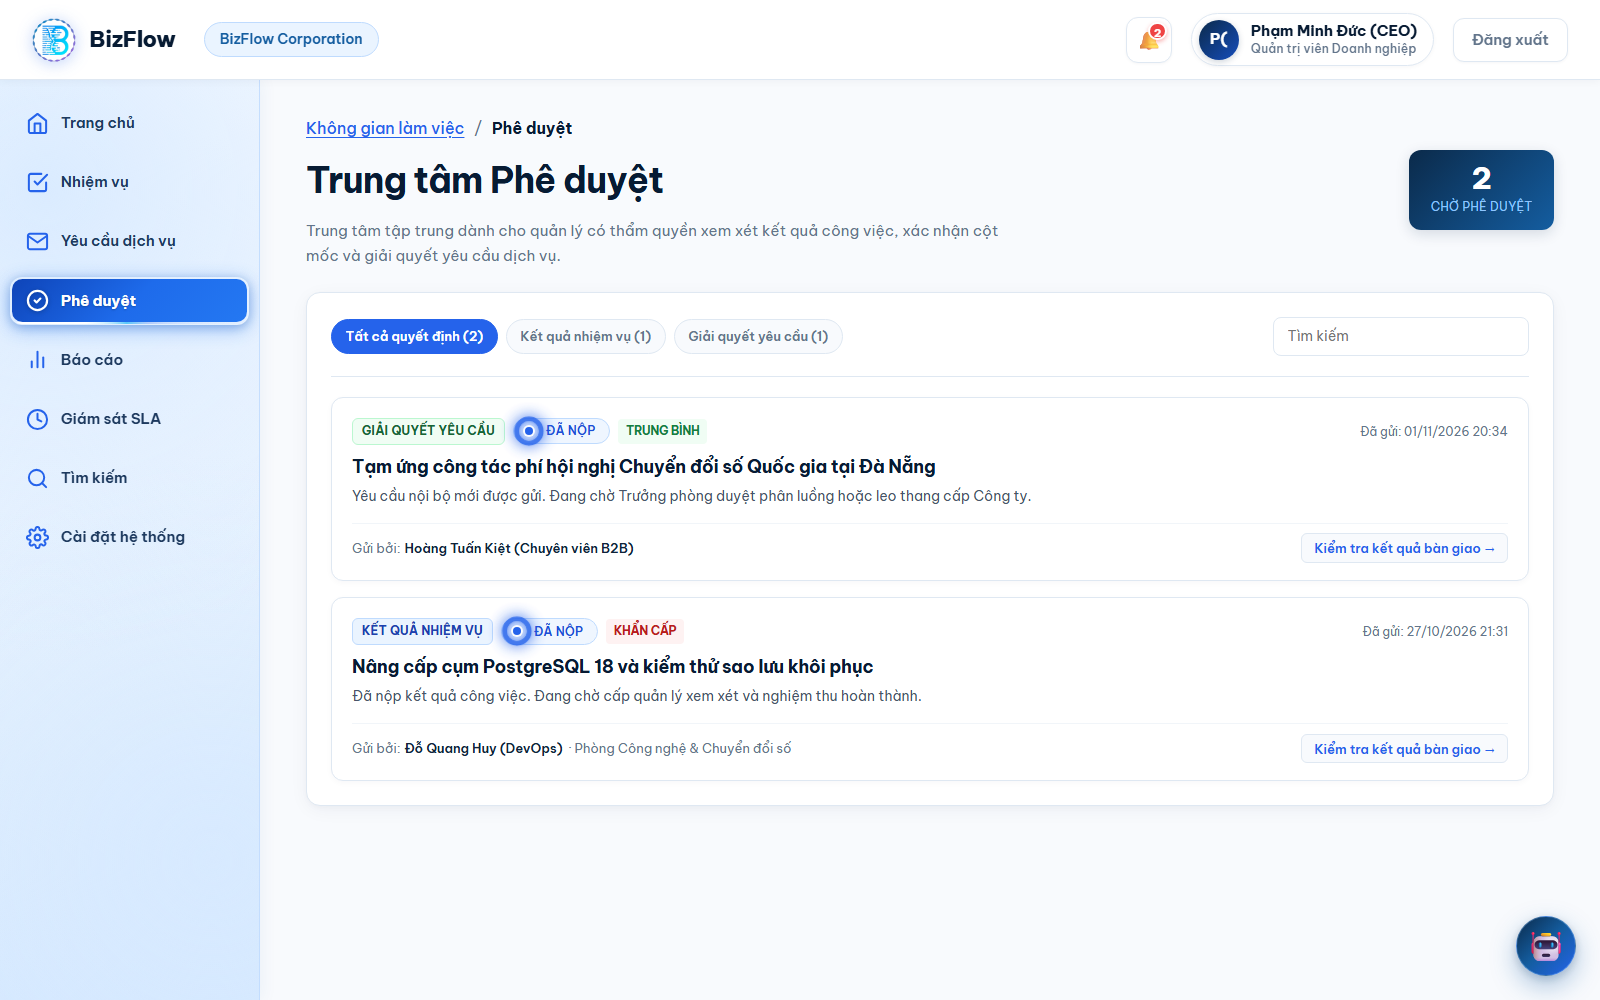 BizFlow
BizFlow Corporation
2
P(
Phạm Minh Đức (CEO)
Quản trị viên Doanh nghiệp
Đăng xuất
Trang chủ
Nhiệm vụ
Yêu cầu dịch vụ
Phê duyệt
Báo cáo
Giám sát SLA
Tìm kiếm
Cài đặt hệ thống
Không gian làm việc / Phê duyệt
Trung tâm Phê duyệt
Trung tâm tập trung dành cho quản lý có thẩm quyền xem xét kết quả công việc, xác nhận cột
mốc và giải quyết yêu cầu dịch vụ.
2
CHỜ PHÊ DUYỆT
Tất cả quyết định (2)
Kết quả nhiệm vụ (1)
Giải quyết yêu cầu (1)
Tìm kiếm
GIẢI QUYẾT YÊU CẦU ĐÃ NỘP TRUNG BÌNH
Đã gửi: 01/11/2026 20:34
Tạm ứng công tác phí hội nghị Chuyển đổi số Quốc gia tại Đà Nẵng
Yêu cầu nội bộ mới được gửi. Đang chờ Trưởng phòng duyệt phân luồng hoặc leo thang cấp Công ty.
Gửi bởi: Hoàng Tuấn Kiệt (Chuyên viên B2B)
Kiểm tra kết quả bàn giao →
KẾT QUẢ NHIỆM VỤ ĐÃ NỘP KHẨN CẤP
Đã gửi: 27/10/2026 21:31
Nâng cấp cụm PostgreSQL 18 và kiểm thử sao lưu khôi phục
Đã nộp kết quả công việc. Đang chờ cấp quản lý xem xét và nghiệm thu hoàn thành.
Gửi bởi: Đỗ Quang Huy (DevOps) · Phòng Công nghệ & Chuyển đổi số
Kiểm tra kết quả bàn giao →